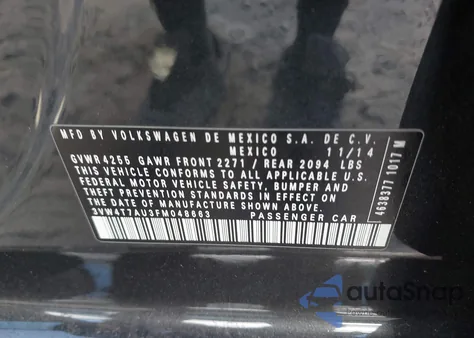 MFD BY VOLKSWAGEN DE MEXICO S.A. DE C.V.
MEXICO 11/14
GVWR 4255 GAWR FRONT 2271 / REAR 2094 LBS
THIS VEHICLE CONFORMS TO ALL APPLICABLE U.S.
FEDERAL MOTOR VEHICLE SAFETY, BUMPER AND
THEFT PREVENTION STANDARDS IN EFFECT ON
THE DATE OF MANUFACTURE SHOWN ABOVE.
3VW4T7AU3FM048663 PASSENGER CAR
4638377 1017 M
autoSnap